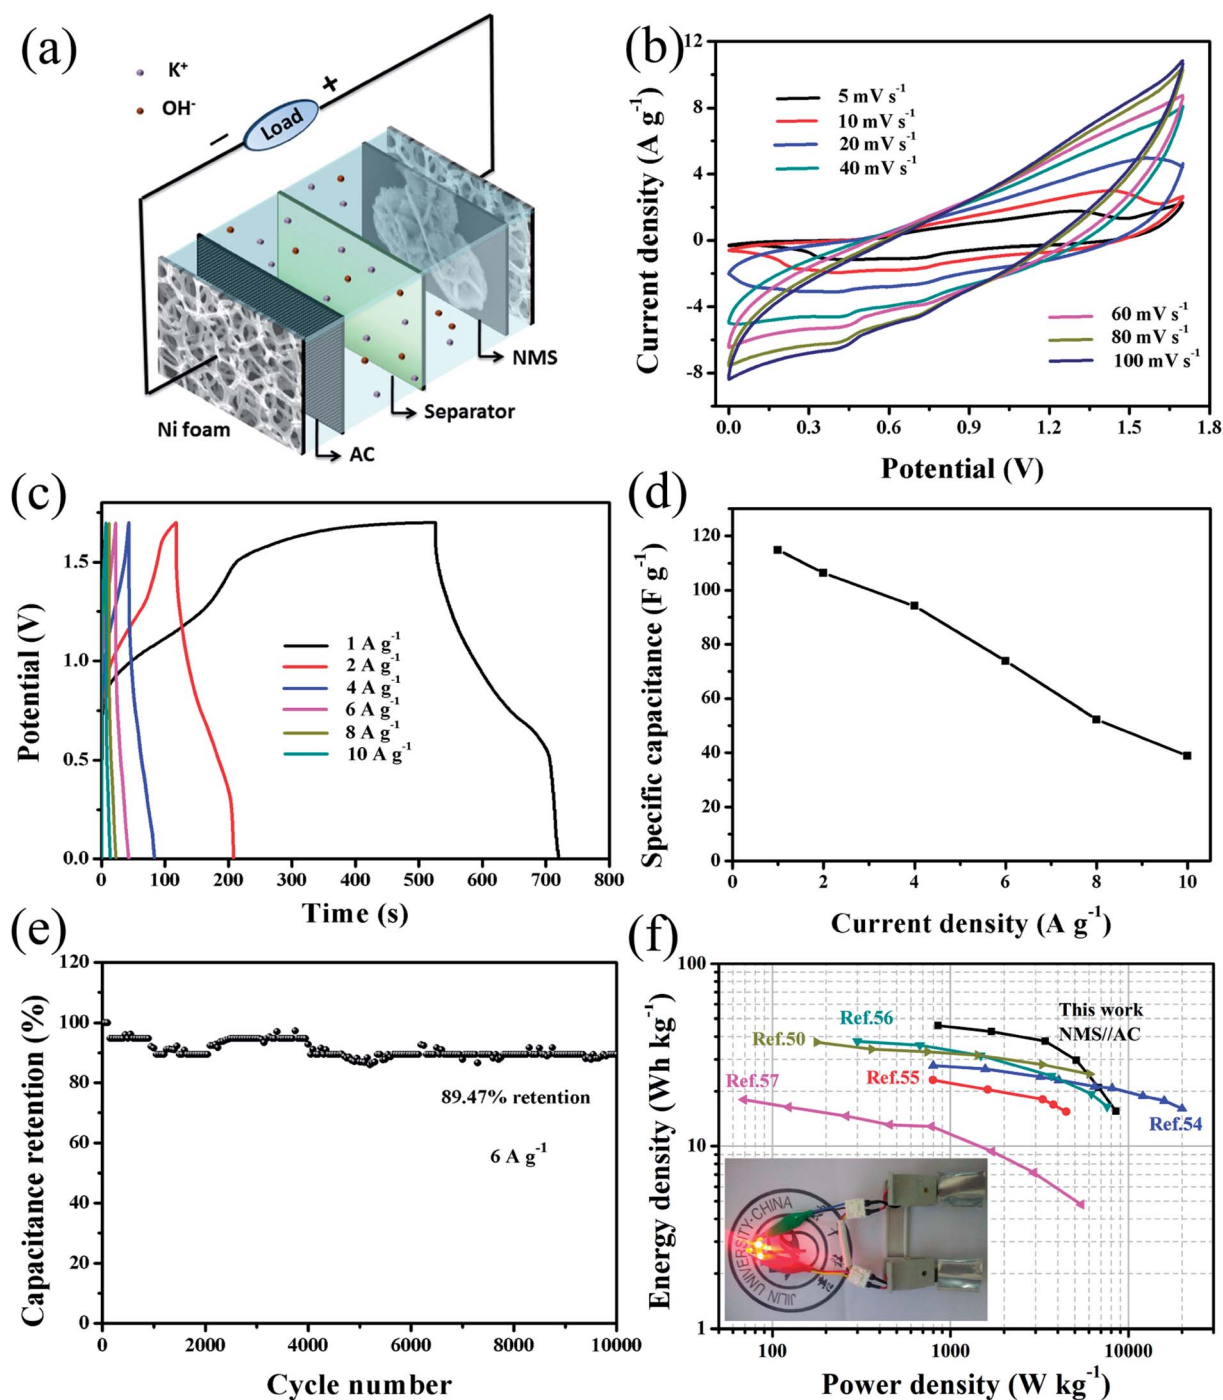 (a)
K⁺
OH⁻
Load
+
−
NMS
Separator
AC
Ni foam
(b)
12
8
4
0
-4
-8
Current density (A g⁻¹)
5 mV s⁻¹
10 mV s⁻¹
20 mV s⁻¹
40 mV s⁻¹
60 mV s⁻¹
80 mV s⁻¹
100 mV s⁻¹
0.0 0.3 0.6 0.9 1.2 1.5 1.8
Potential (V)
(c)
1.5
1.0
0.5
0.0
Potential (V)
1 A g⁻¹
2 A g⁻¹
4 A g⁻¹
6 A g⁻¹
8 A g⁻¹
10 A g⁻¹
0 100 200 300 400 500 600 700 800
Time (s)
(d)
120
100
80
60
40
20
0
Specific capacitance (F g⁻¹)
0 2 4 6 8 10
Current density (A g⁻¹)
(e)
120
100
80
60
40
20
0
Capacitance retention (%)
89.47% retention
6 A g⁻¹
0 2000 4000 6000 8000 10000
Cycle number
(f)
100
10
1
Energy density (Wh kg⁻¹)
This work
NMS//AC
Ref.56
Ref.50
Ref.55
Ref.57
Ref.54
JILIN UNIVERSITY·CHINA
100 1000 10000
Power density (W kg⁻¹)